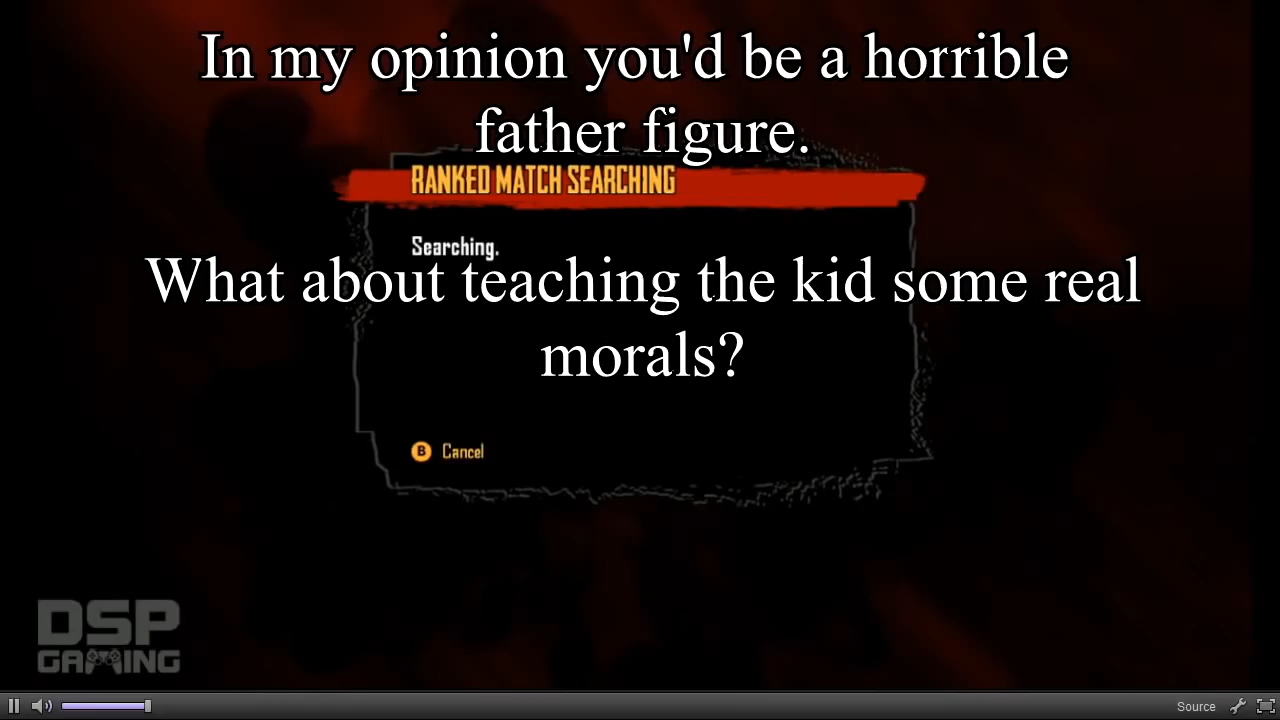 In my opinion you'd be a horrible
father figure.
RANKED MATCH SEARCHING
Searching.
What about teaching the kid some real
morals?
B Cancel
DSP
GAMING
Source